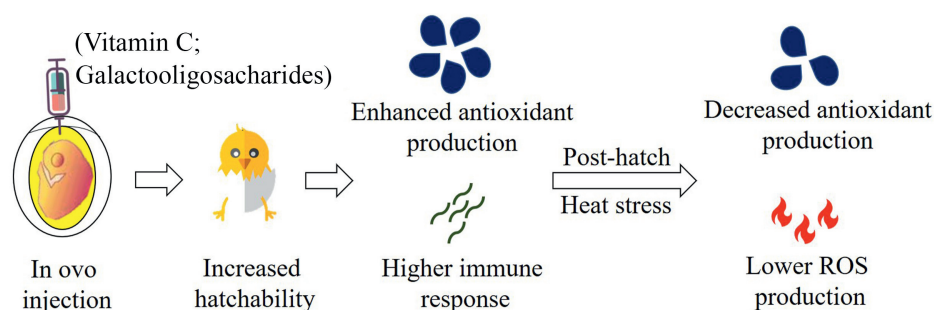 (Vitamin C;
Galactooligosacharides)
In ovo
injection
Increased
hatchability
Enhanced antioxidant
production
Higher immune
response
Post-hatch
Heat stress
Decreased antioxidant
production
Lower ROS
production